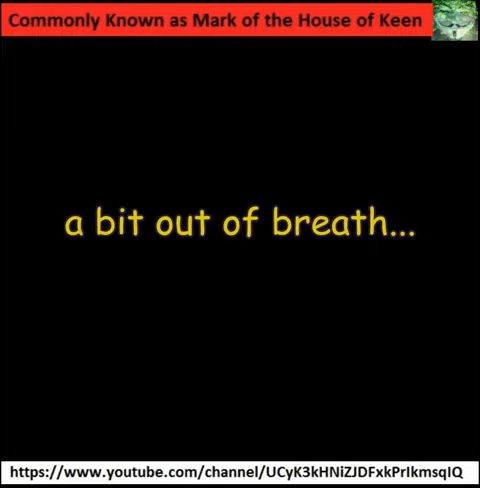 Commonly Known as Mark of the House of Keen
a bit out of breath...
https://www.youtube.com/channel/UCyK3kHNiZJDFxkPrIkmsqIQ